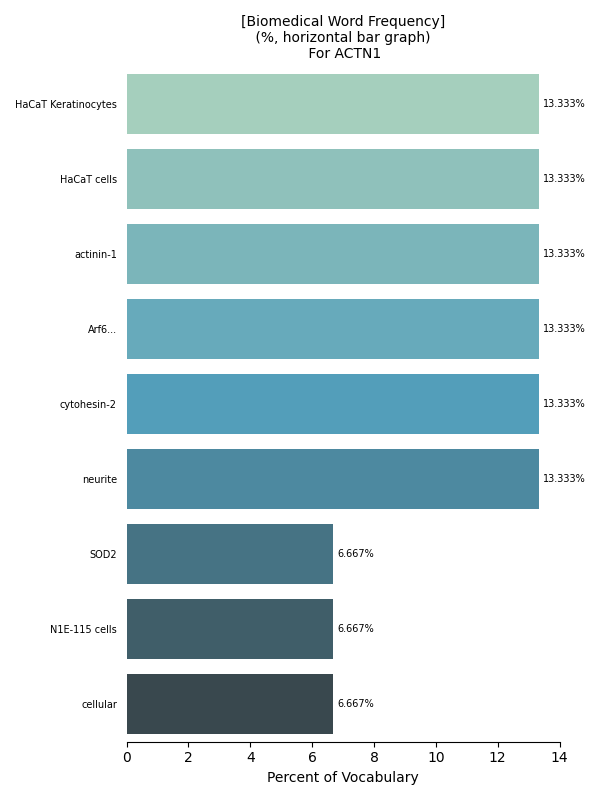 [Biomedical Word Frequency]
(%, horizontal bar graph)
For ACTN1
HaCaT Keratinocytes 13.333%
HaCaT cells 13.333%
actinin-1 13.333%
Arf6... 13.333%
cytohesin-2 13.333%
neurite 13.333%
SOD2 6.667%
N1E-115 cells 6.667%
cellular 6.667%
0 2 4 6 8 10 12 14
Percent of Vocabulary